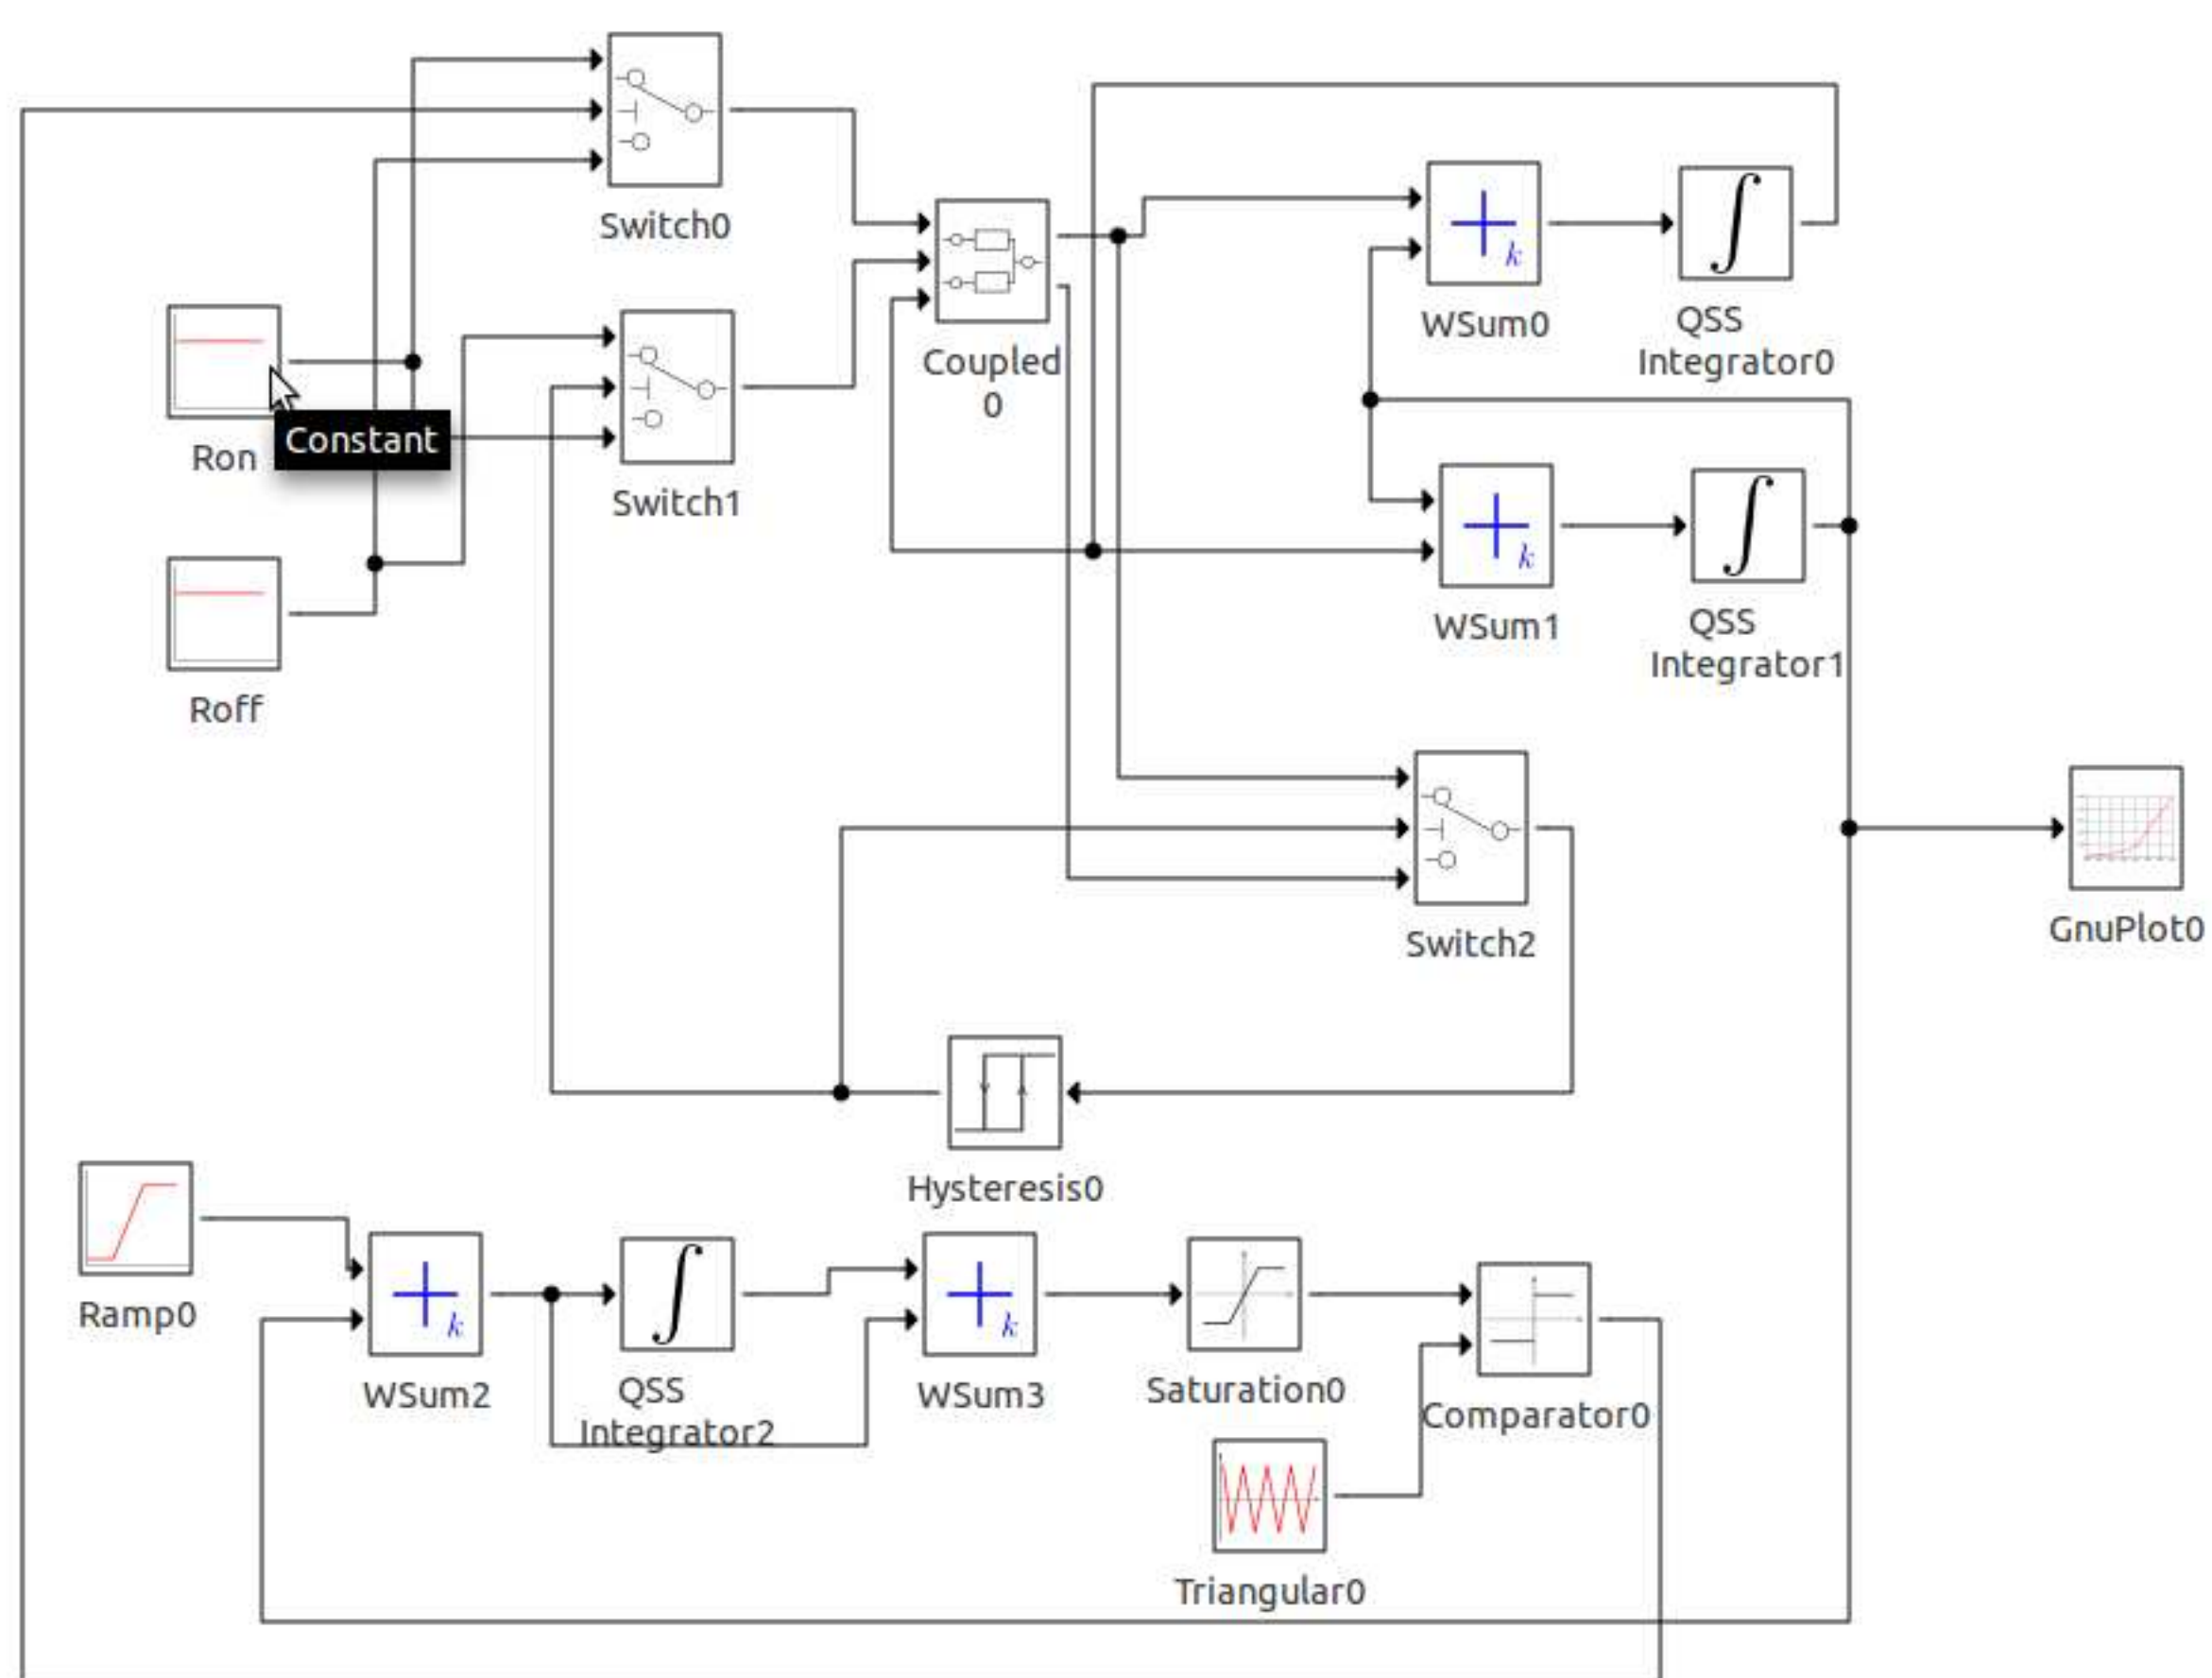 Switch0
Coupled
0
WSum0
QSS
Integrator0
Ron
Constant
Switch1
WSum1
QSS
Integrator1
Roff
Switch2
GnuPlot0
Hysteresis0
Ramp0
WSum2
QSS
Integrator2
WSum3
Saturation0
Comparator0
Triangular0
k
k
k
k